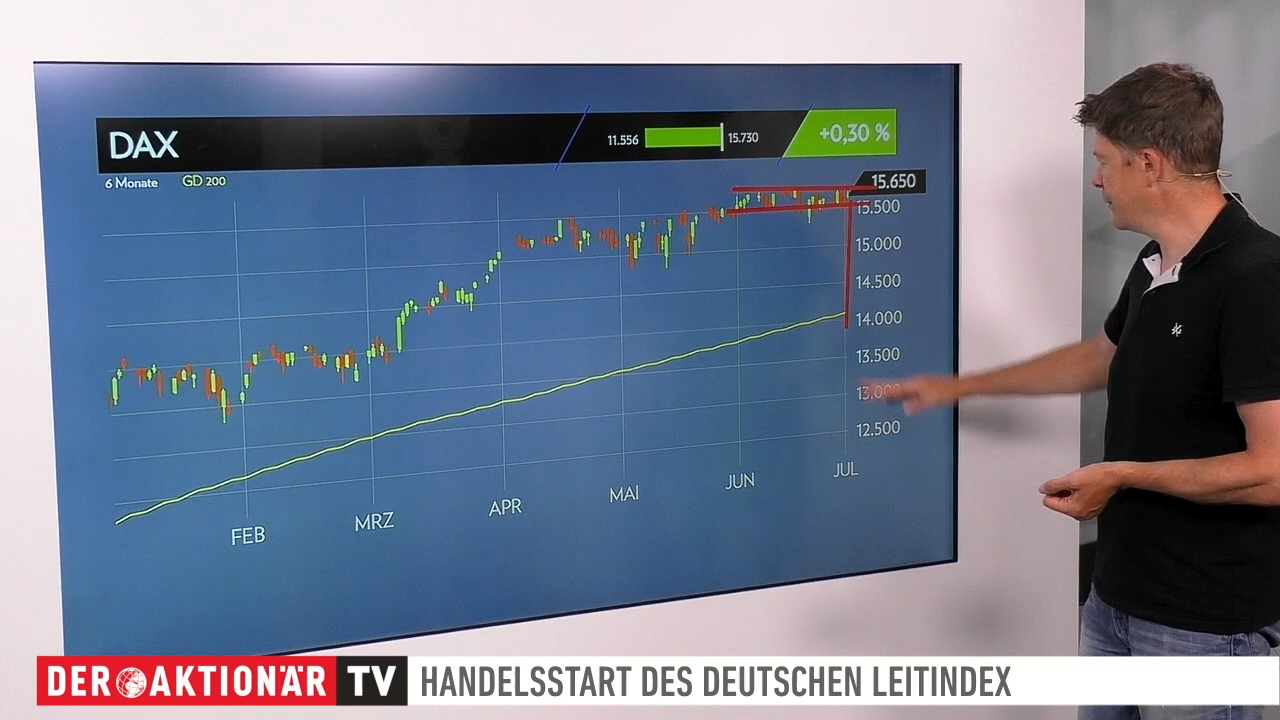 DAX
11.556
15.730
+0,30 %
6 Monate GD 200
15.650
15.500
15.000
14.500
14.000
13.500
13.000
12.500
FEB
MRZ
APR
MAI
JUN
JUL
DER AKTIONÄR TV
HANDELSSTART DES DEUTSCHEN LEITINDEX